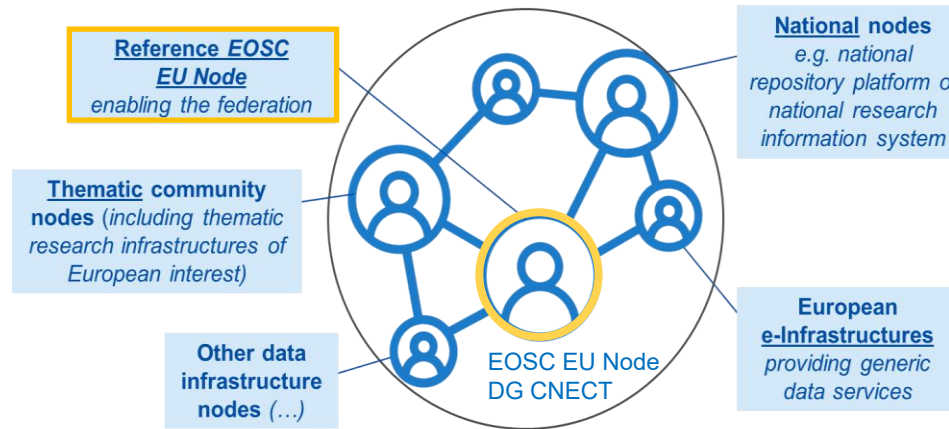 Reference EOSC
EU Node
enabling the federation
National nodes
e.g. national
repository platform o
national research
information system
Thematic community
nodes (including thematic
research infrastructures of
European interest)
Other data
infrastructure
nodes (…)
EOSC EU Node
DG CNECT
European
e-Infrastructures
providing generic
data services